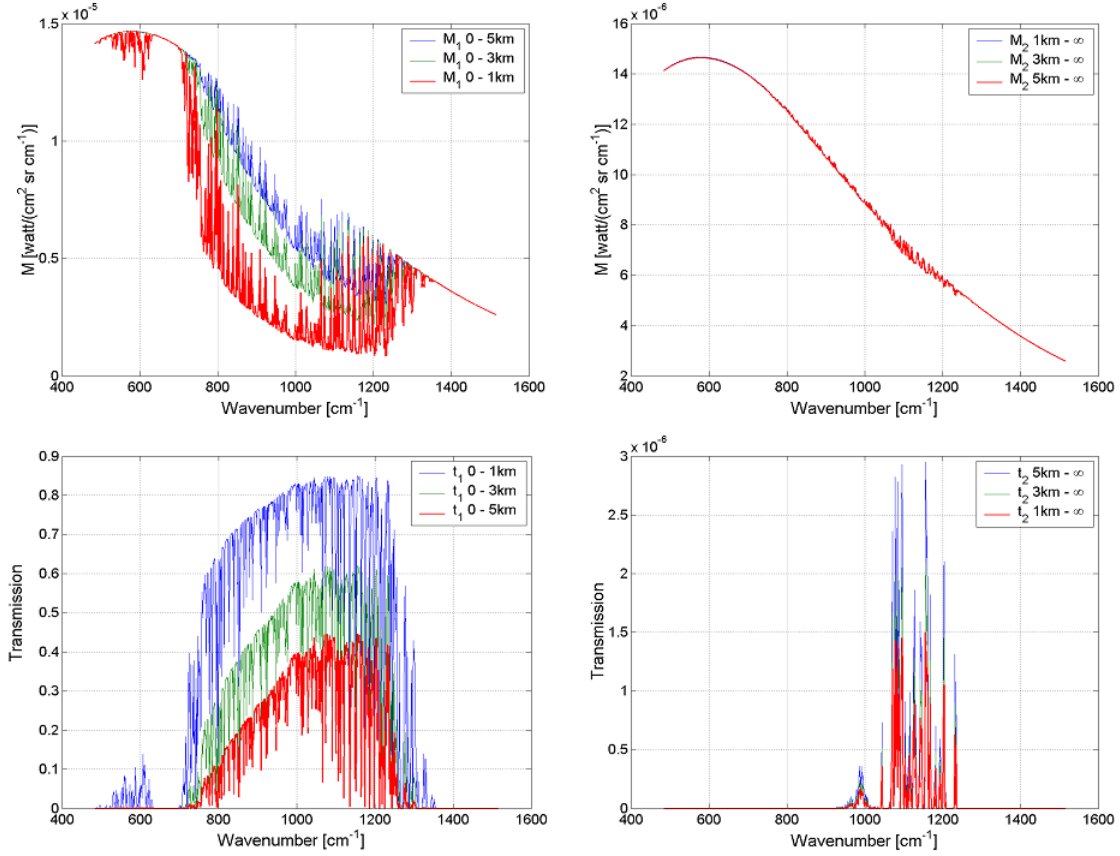 x 10⁻⁵
1.5
1
0.5
0
M [watt/(cm² sr cm⁻¹)]
400 600 800 1000 1200 1400 1600
Wavenumber [cm⁻¹]
M₁ 0 - 5km
M₁ 0 - 3km
M₁ 0 - 1km
x 10⁻⁶
16
14
12
10
8
6
4
2
M [watt/(cm² sr cm⁻¹)]
400 600 800 1000 1200 1400 1600
Wavenumber [cm⁻¹]
M₂ 1km - ∞
M₂ 3km - ∞
M₂ 5km - ∞
0.9
0.8
0.7
0.6
0.5
0.4
0.3
0.2
0.1
0
Transmission
400 600 800 1000 1200 1400 1600
Wavenumber [cm⁻¹]
t₁ 0 - 1km
t₁ 0 - 3km
t₁ 0 - 5km
x 10⁻⁶
3
2.5
2
1.5
1
0.5
0
Transmission
400 600 800 1000 1200 1400 1600
Wavenumber [cm⁻¹]
t₂ 5km - ∞
t₂ 3km - ∞
t₂ 1km - ∞